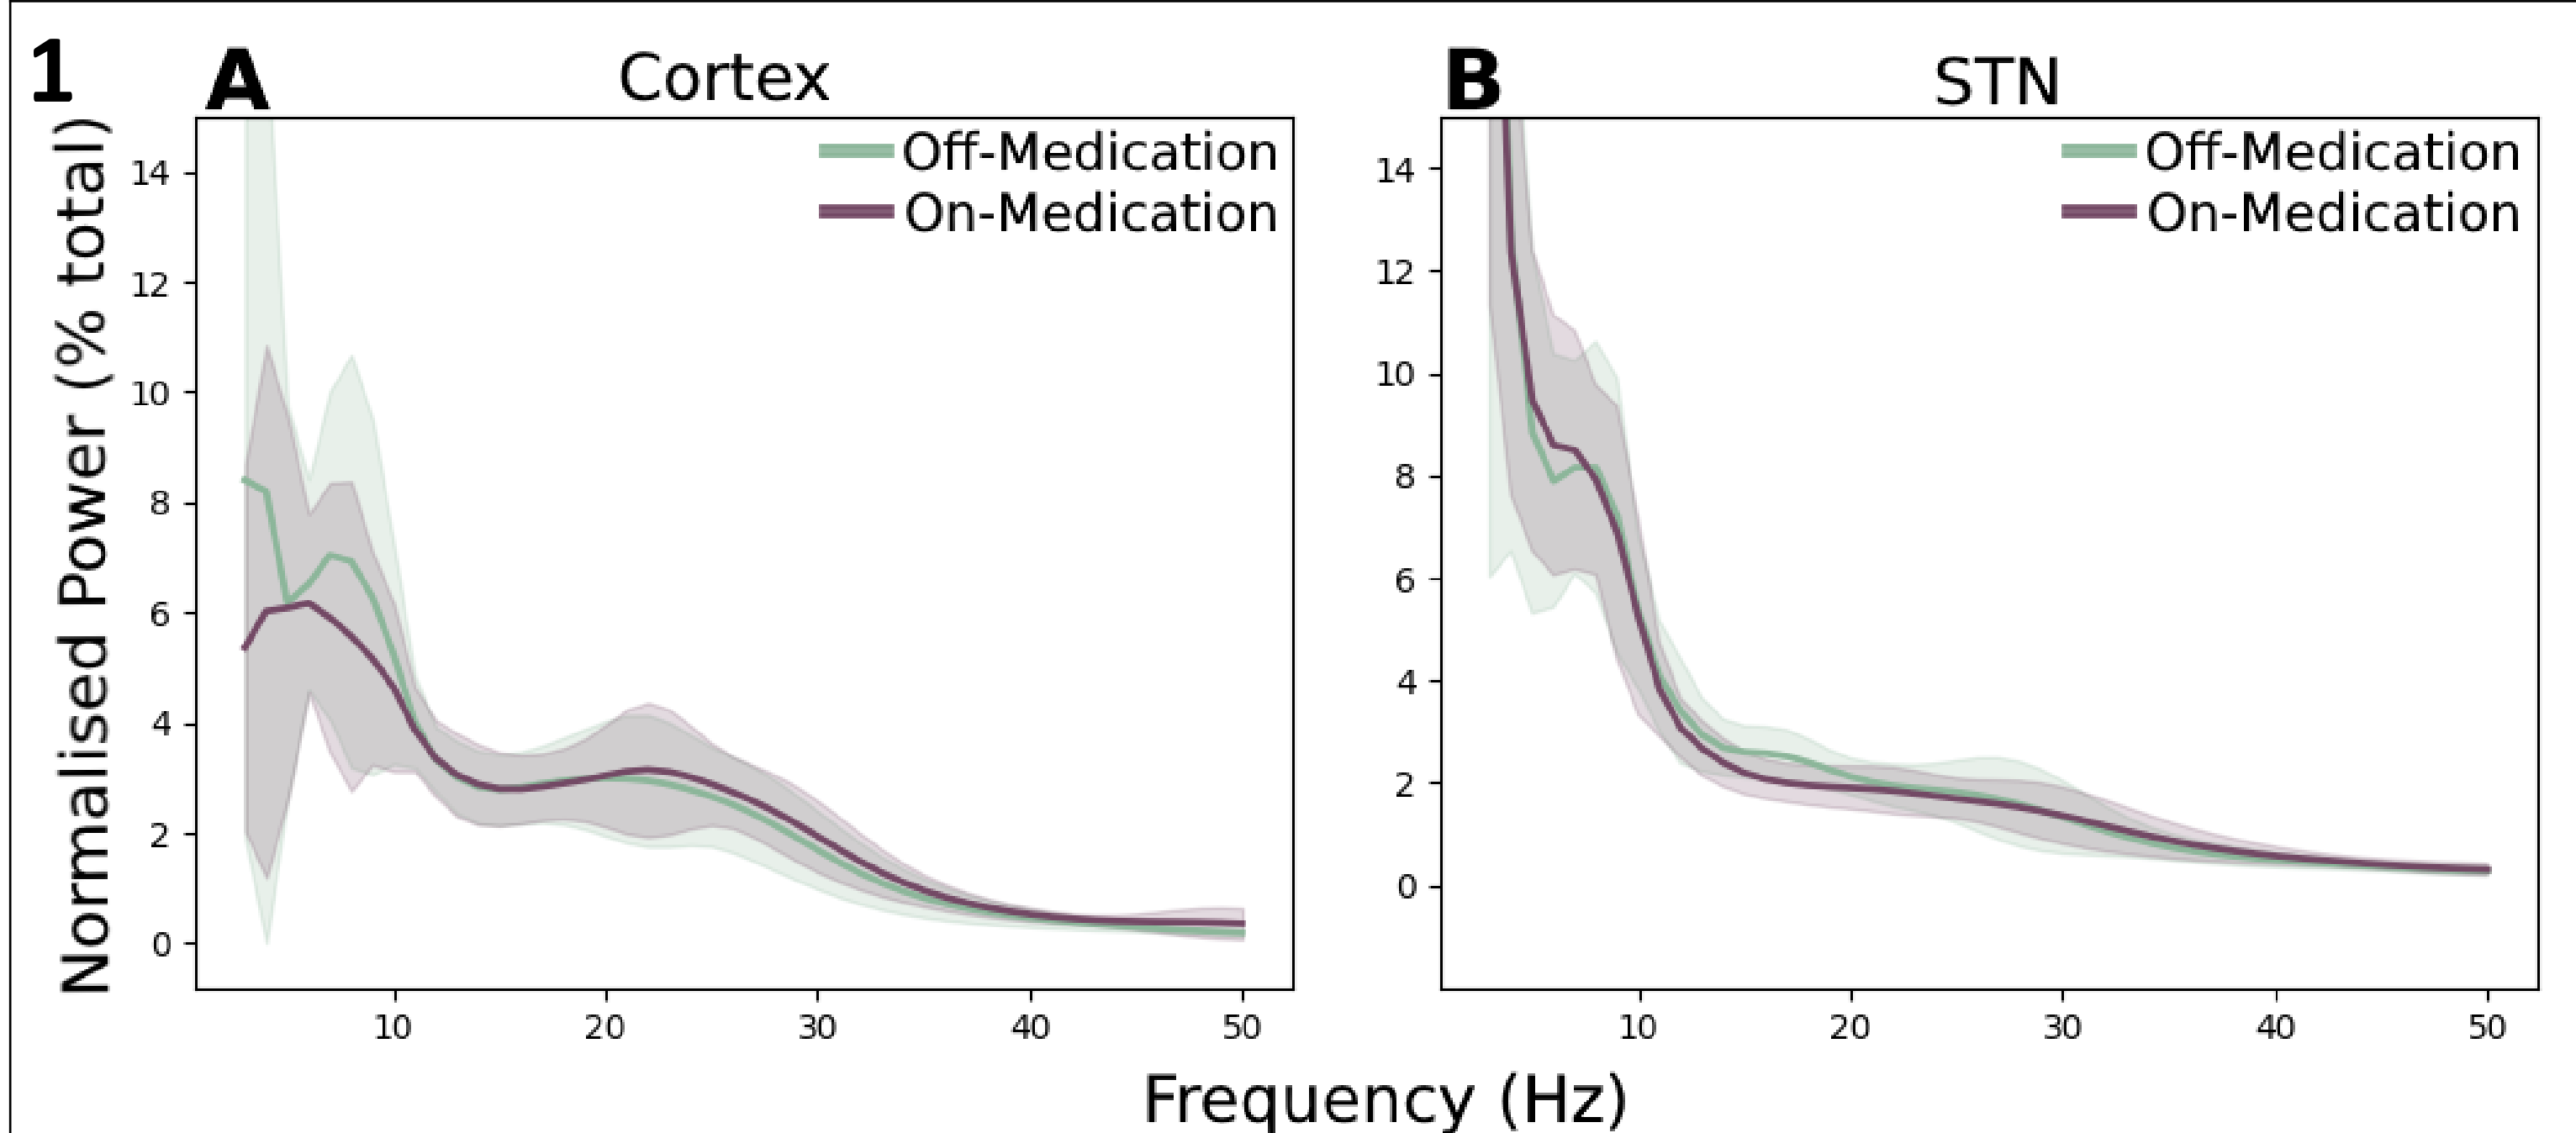 1
A
Cortex
Normalised Power (% total)
14
12
10
8
6
4
2
0
Off-Medication
On-Medication
10 20 30 40 50
B
STN
14
12
10
8
6
4
2
0
Off-Medication
On-Medication
10 20 30 40 50
Frequency (Hz)